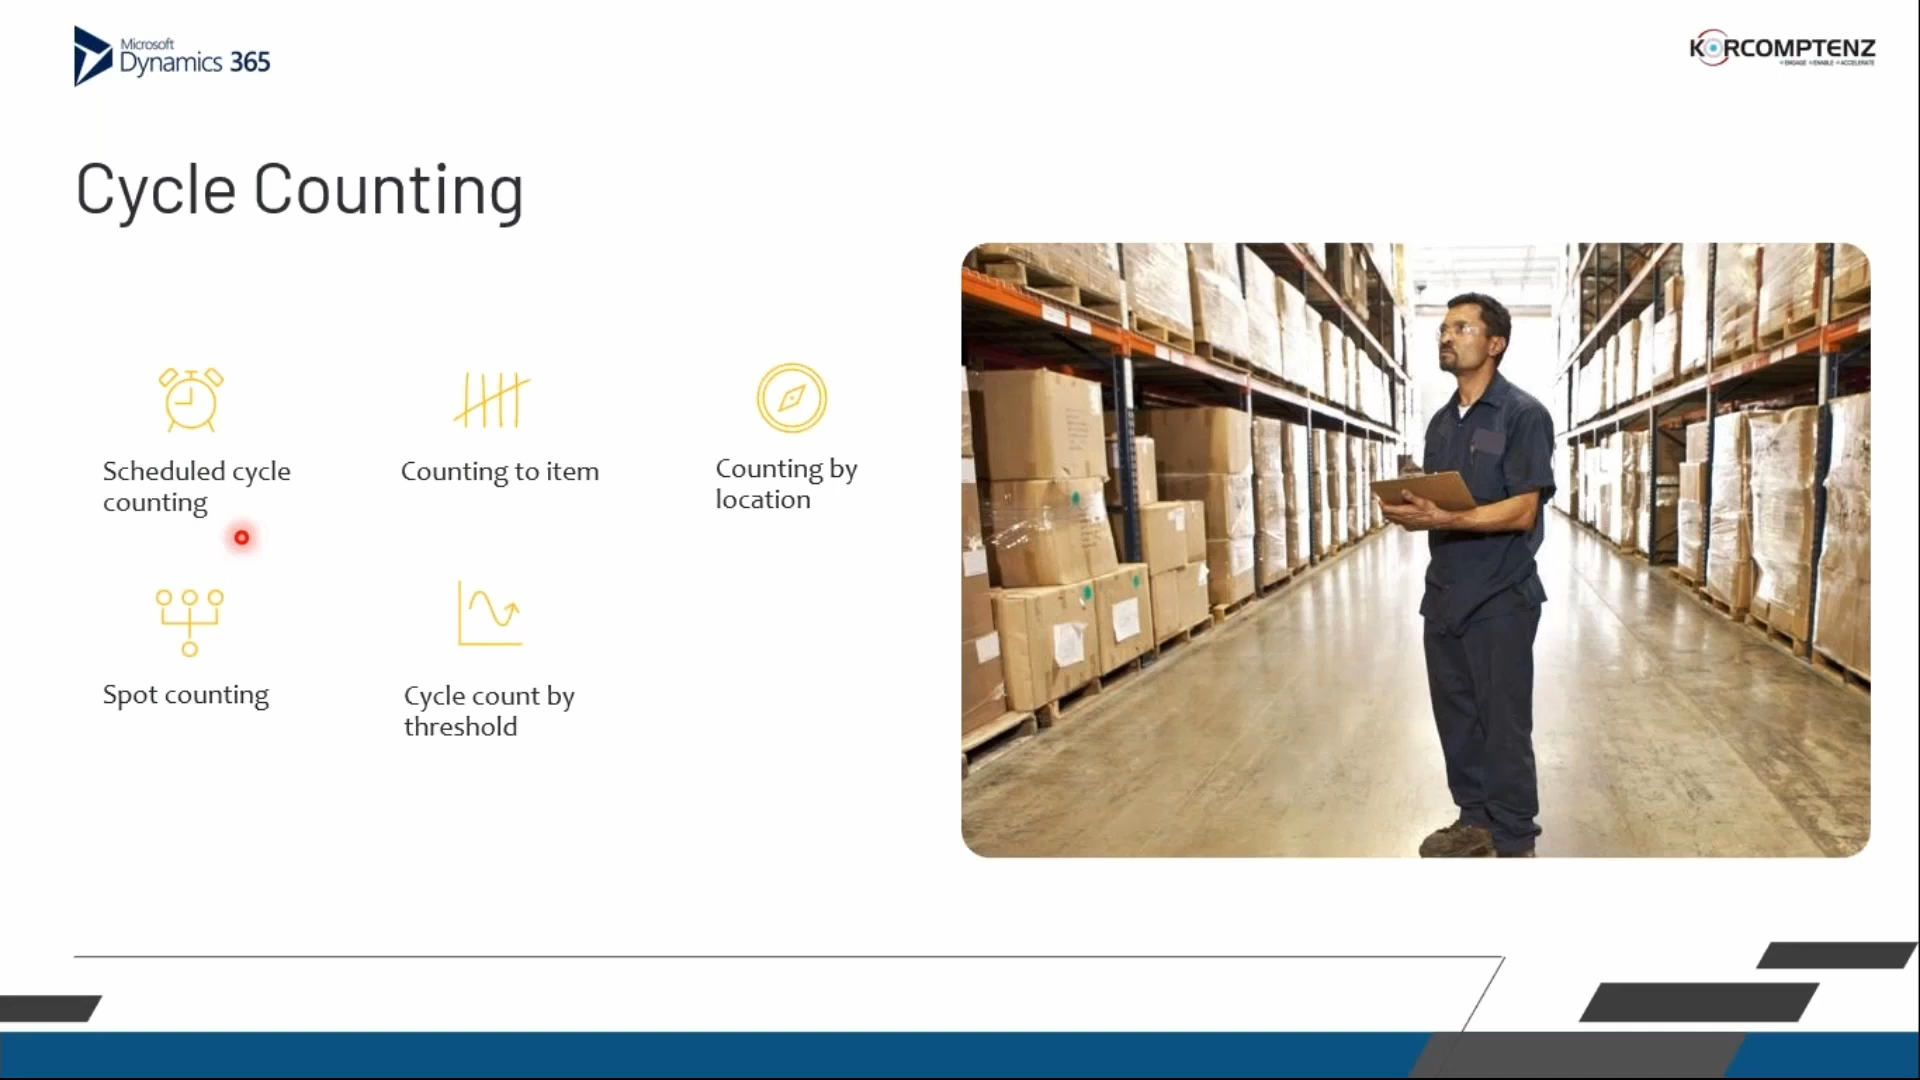 Microsoft
Dynamics 365
KORCOMPTENZ
ENGAGE ENABLE ACCELERATE
Cycle Counting
Scheduled cycle
counting
Counting to item
Counting by
location
Spot counting
Cycle count by
threshold